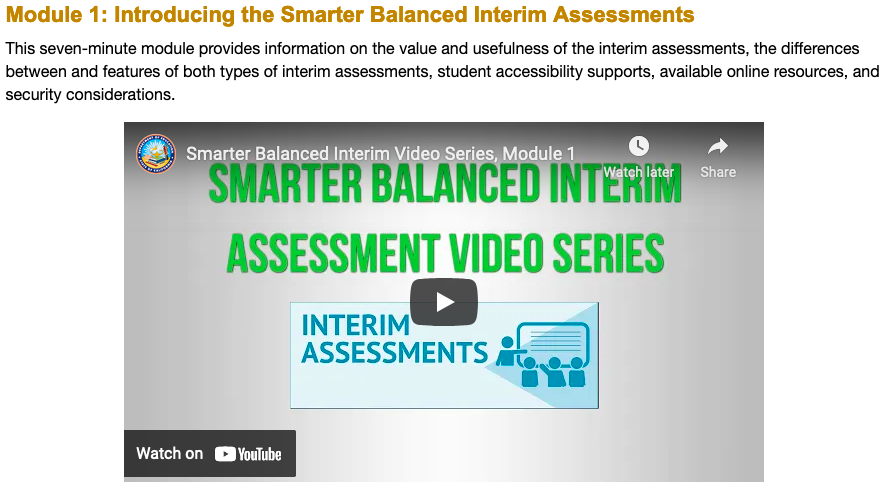 Module 1: Introducing the Smarter Balanced Interim Assessments
This seven-minute module provides information on the value and usefulness of the interim assessments, the differences
between and features of both types of interim assessments, student accessibility supports, available online resources, and
security considerations.
Smarter Balanced Interim Video Series, Module 1
Watch later
Share
SMARTER BALANCED INTERIM
ASSESSMENT VIDEO SERIES
INTERIM
ASSESSMENTS
Watch on YouTube